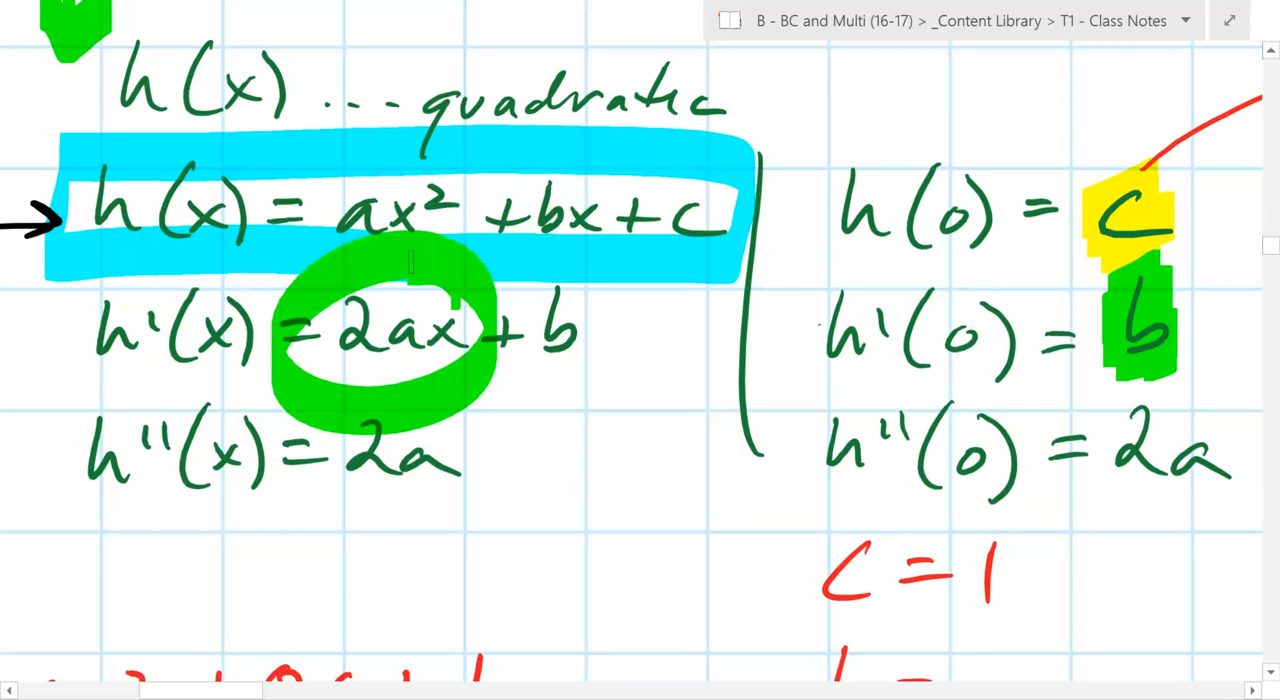 B - BC and Multi (16-17) > _Content Library > T1 - Class Notes
h(x) ... quadratic
h(x) = ax² + bx + c
h'(x) = 2ax + b
h''(x) = 2a
h(0) = c
h'(0) = b
h''(0) = 2a
c = 1